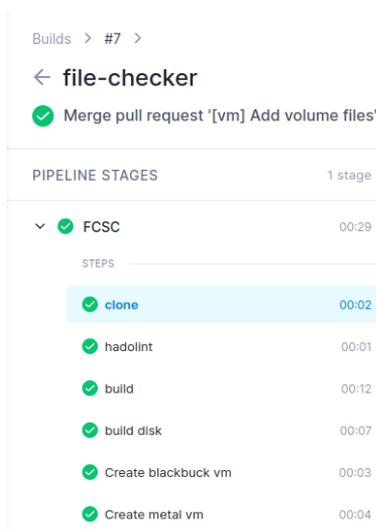 Builds > #7 >
← file-checker
Merge pull request '[vm] Add volume files'
PIPELINE STAGES 1 stage
FCSC 00:29
STEPS
clone 00:02
hadolint 00:01
build 00:12
build disk 00:07
Create blackbuck vm 00:03
Create metal vm 00:04